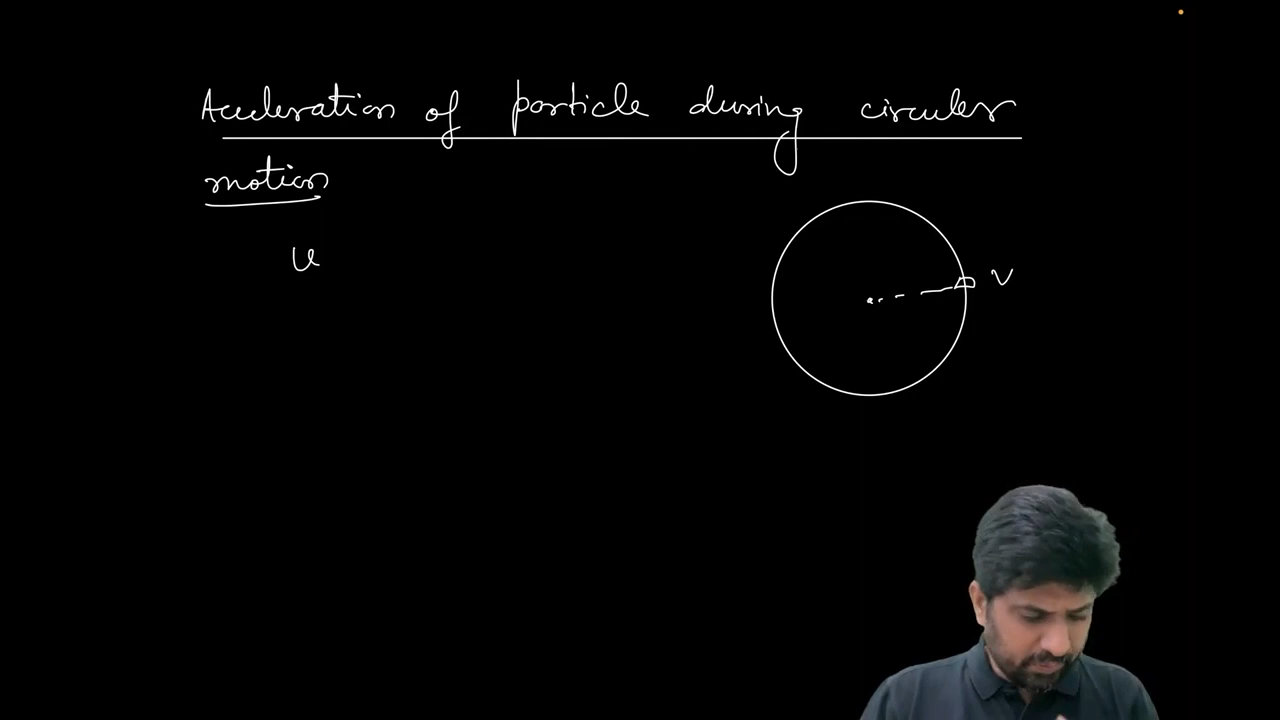 Acceleration of particle during circular
motion
u
v